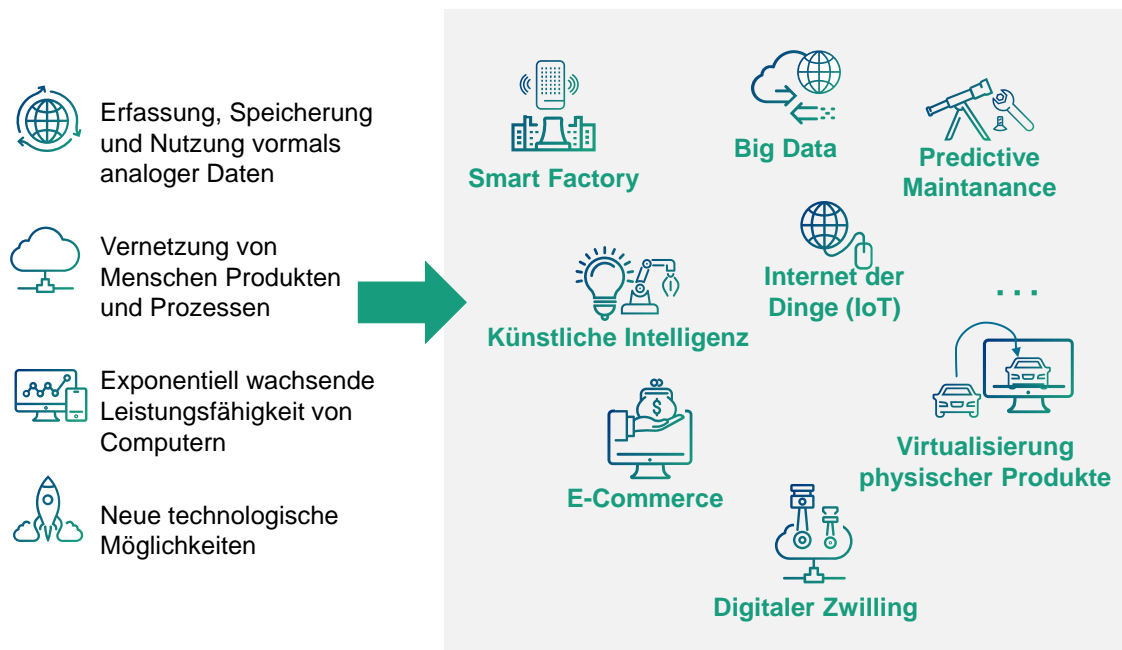 Erfassung, Speicherung
und Nutzung vormals
analoger Daten
Vernetzung von
Menschen Produkten
und Prozessen
Exponentiell wachsende
Leistungsfähigkeit von
Computern
Neue technologische
Möglichkeiten
Smart Factory
Big Data
Predictive
Maintanance
Künstliche Intelligenz
Internet der
Dinge (IoT)
...
$
E-Commerce
Virtualisierung
physischer Produkte
Digitaler Zwilling